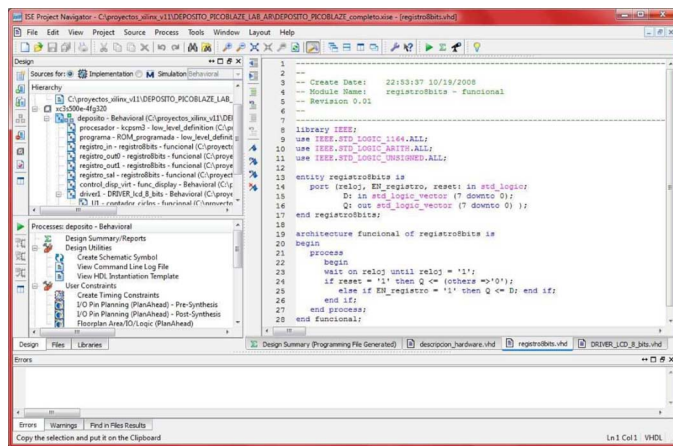 ISE Project Navigator - C:\proyectos_xilinx_v11\DEPOSITO_PICOBLAZE_LAB_AR\DEPOSITO_PICOBLAZE_completo.xise - [registro8bits.vhd]
File Edit View Project Source Process Tools Window Layout Help
Design
Sources for: Implementation Simulation Behavioral
Hierarchy
C:\proyectos_xilinx_v11\DEPOSITO_PICOBLAZE_LAB_
xc3s500e-4fg320
deposito - Behavioral
procesador - kcpsm3 - low_level_definition
programa - ROM_programada - low_level_definit
registro_in - registro8bits - funcional (C:\proyecto
registro_out0 - registro8bits - funcional (C:\proye
registro_out1 - registro8bits - funcional (C:\proye
registro_sal - registro8bits - funcional (C:\proyecto
control_disp_virt - func_display - Behavioral
driver1 - DRIVER_lcd_8_bits - Behavioral
U1 - contador_ciclos - funcional
Processes: deposito - Behavioral
Design Summary/Reports
Design Utilities
Create Schematic Symbol
View Command Line Log File
View HDL Instantiation Template
User Constraints
Create Timing Constraints
I/O Pin Planning (PlanAhead) - Pre-Synthesis
I/O Pin Planning (PlanAhead) - Post-Synthesis
Floorplan Area/IO/Logic (PlanAhead)
Design Files Libraries
1 ----------------------------------------
2 --
3 -- Create Date: 22:53:37 10/19/2008
4 -- Module Name: registro8bits - funcional
5 -- Revision 0.01
6 --
7 ----------------------------------------
8 library IEEE;
9 use IEEE.STD_LOGIC_1164.ALL;
10 use IEEE.STD_LOGIC_ARITH.ALL;
11 use IEEE.STD_LOGIC_UNSIGNED.ALL;
12
13 entity registro8bits is
14 port (reloj, EN_registro, reset: in std_logic;
15 D: in std_logic_vector (7 downto 0);
16 Q: out std_logic_vector (7 downto 0) );
17 end registro8bits;
18
19 architecture funcional of registro8bits is
20 begin
21 process
22 begin
23 wait on reloj until reloj = '1';
24 if reset = '1' then Q <= (others =>'0');
25 else if EN_registro = '1' then Q <= D; end if;
26 end if;
27 end process;
28 end funcional;
Design Summary (Programming File Generated) descripcion_hardware.vhd registro8bits.vhd DRIVER_LCD_8_bits.vhd
Errors
Errors Warnings Find in Files Results
Copy the selection and put it on the Clipboard
Ln 1 Col 1 VHDL